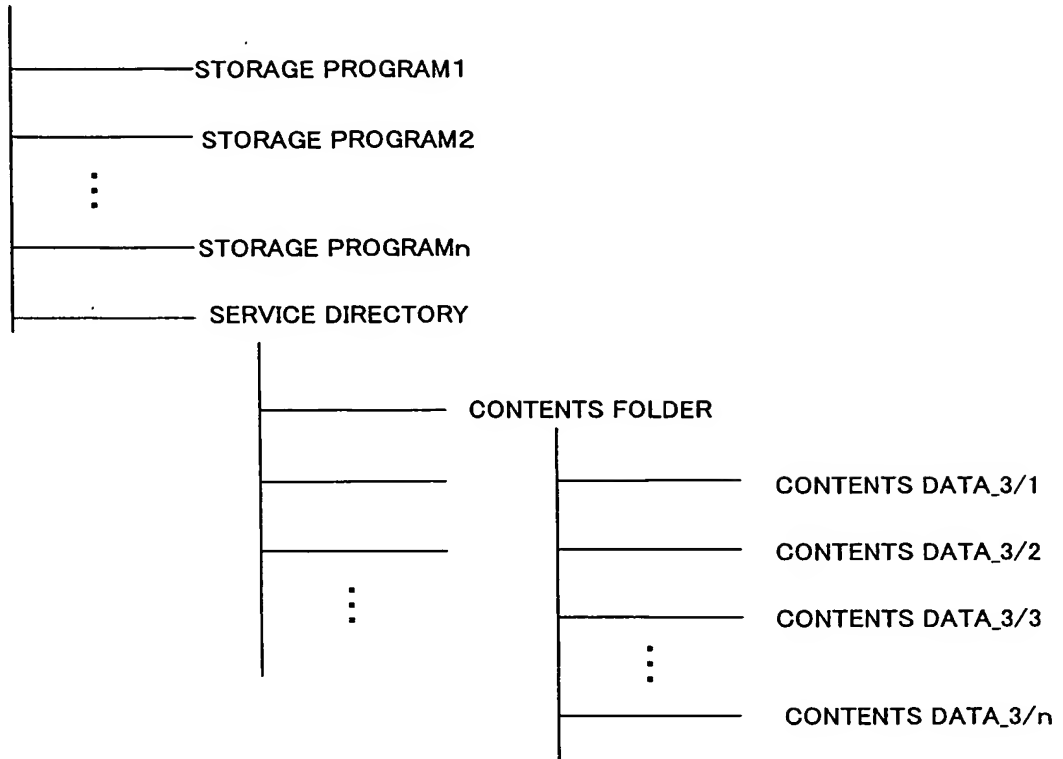 STORAGE PROGRAM1
STORAGE PROGRAM2
STORAGE PROGRAMn
SERVICE DIRECTORY
CONTENTS FOLDER
CONTENTS DATA_3/1
CONTENTS DATA_3/2
CONTENTS DATA_3/3
CONTENTS DATA_3/n